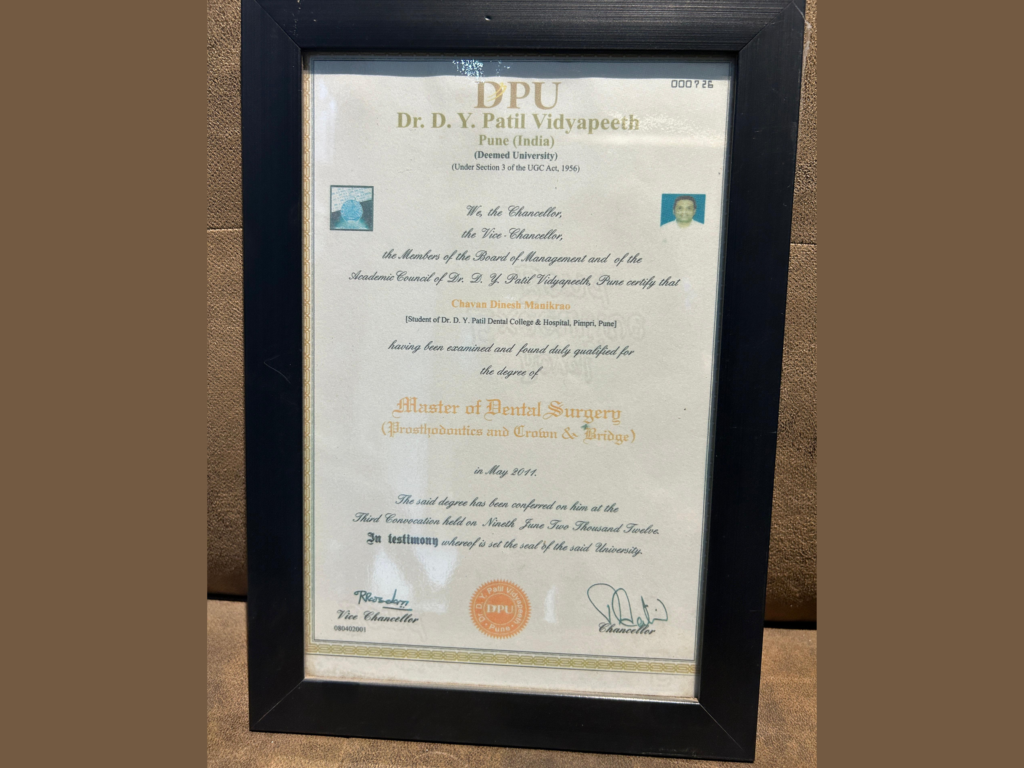 000726
DPU
Dr. D. Y. Patil Vidyapeeth
Pune (India)
(Deemed University)
(Under Section 3 of the UGC Act, 1956)
We, the Chancellor,
the Vice-Chancellor,
the Members of the Board of Management and of the
Academic Council of Dr. D. Y. Patil Vidyapeeth, Pune certify that
Chavan Dinesh Manikrao
[Student of Dr. D. Y. Patil Dental College & Hospital, Pimpri, Pune]
having been examined and found duly qualified for
the degree of
Master of Dental Surgery
(Prosthodontics and Crown & Bridge)
in May 2011.
The said degree has been conferred on him at the
Third Convocation held on Nineth June Two Thousand Twelve.
In testimony whereof is set the seal of the said University.
Vice Chancellor
080402001
DPU
Chancellor